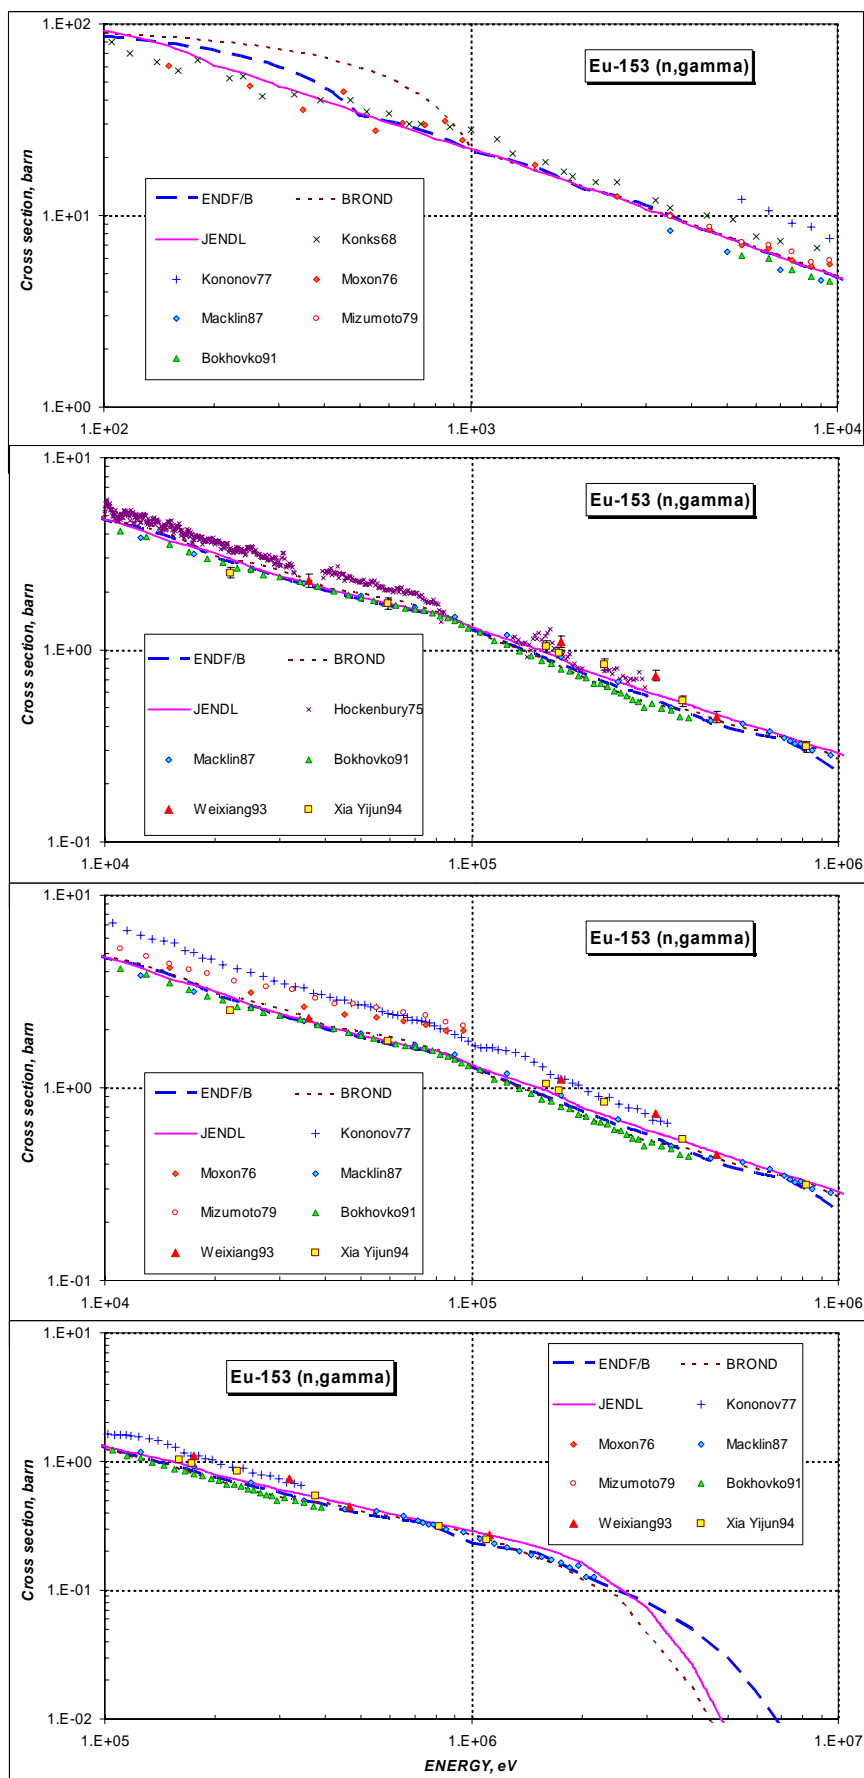 1.E+02
Eu-153 (n,gamma)
Cross section, barn
1.E+01
ENDF/B BROND
JENDL Konks68
Kononov77 Moxon76
Macklin87 Mizumoto79
Bokhovko91
1.E+00
1.E+02 1.E+03 1.E+04
1.E+01
Eu-153 (n,gamma)
Cross section, barn
1.E+00
ENDF/B BROND
JENDL Hockenbury75
Macklin87 Bokhovko91
Weixiang93 Xia Yijun94
1.E-01
1.E+04 1.E+05 1.E+06
1.E+01
Eu-153 (n,gamma)
Cross section, barn
1.E+00
ENDF/B BROND
JENDL Kononov77
Moxon76 Macklin87
Mizumoto79 Bokhovko91
Weixiang93 Xia Yijun94
1.E-01
1.E+04 1.E+05 1.E+06
1.E+01
Eu-153 (n,gamma)
ENDF/B BROND
JENDL Kononov77
Moxon76 Macklin87
Mizumoto79 Bokhovko91
Weixiang93 Xia Yijun94
Cross section, barn
1.E+00
1.E-01
1.E-02
1.E+05 1.E+06 1.E+07
ENERGY, eV